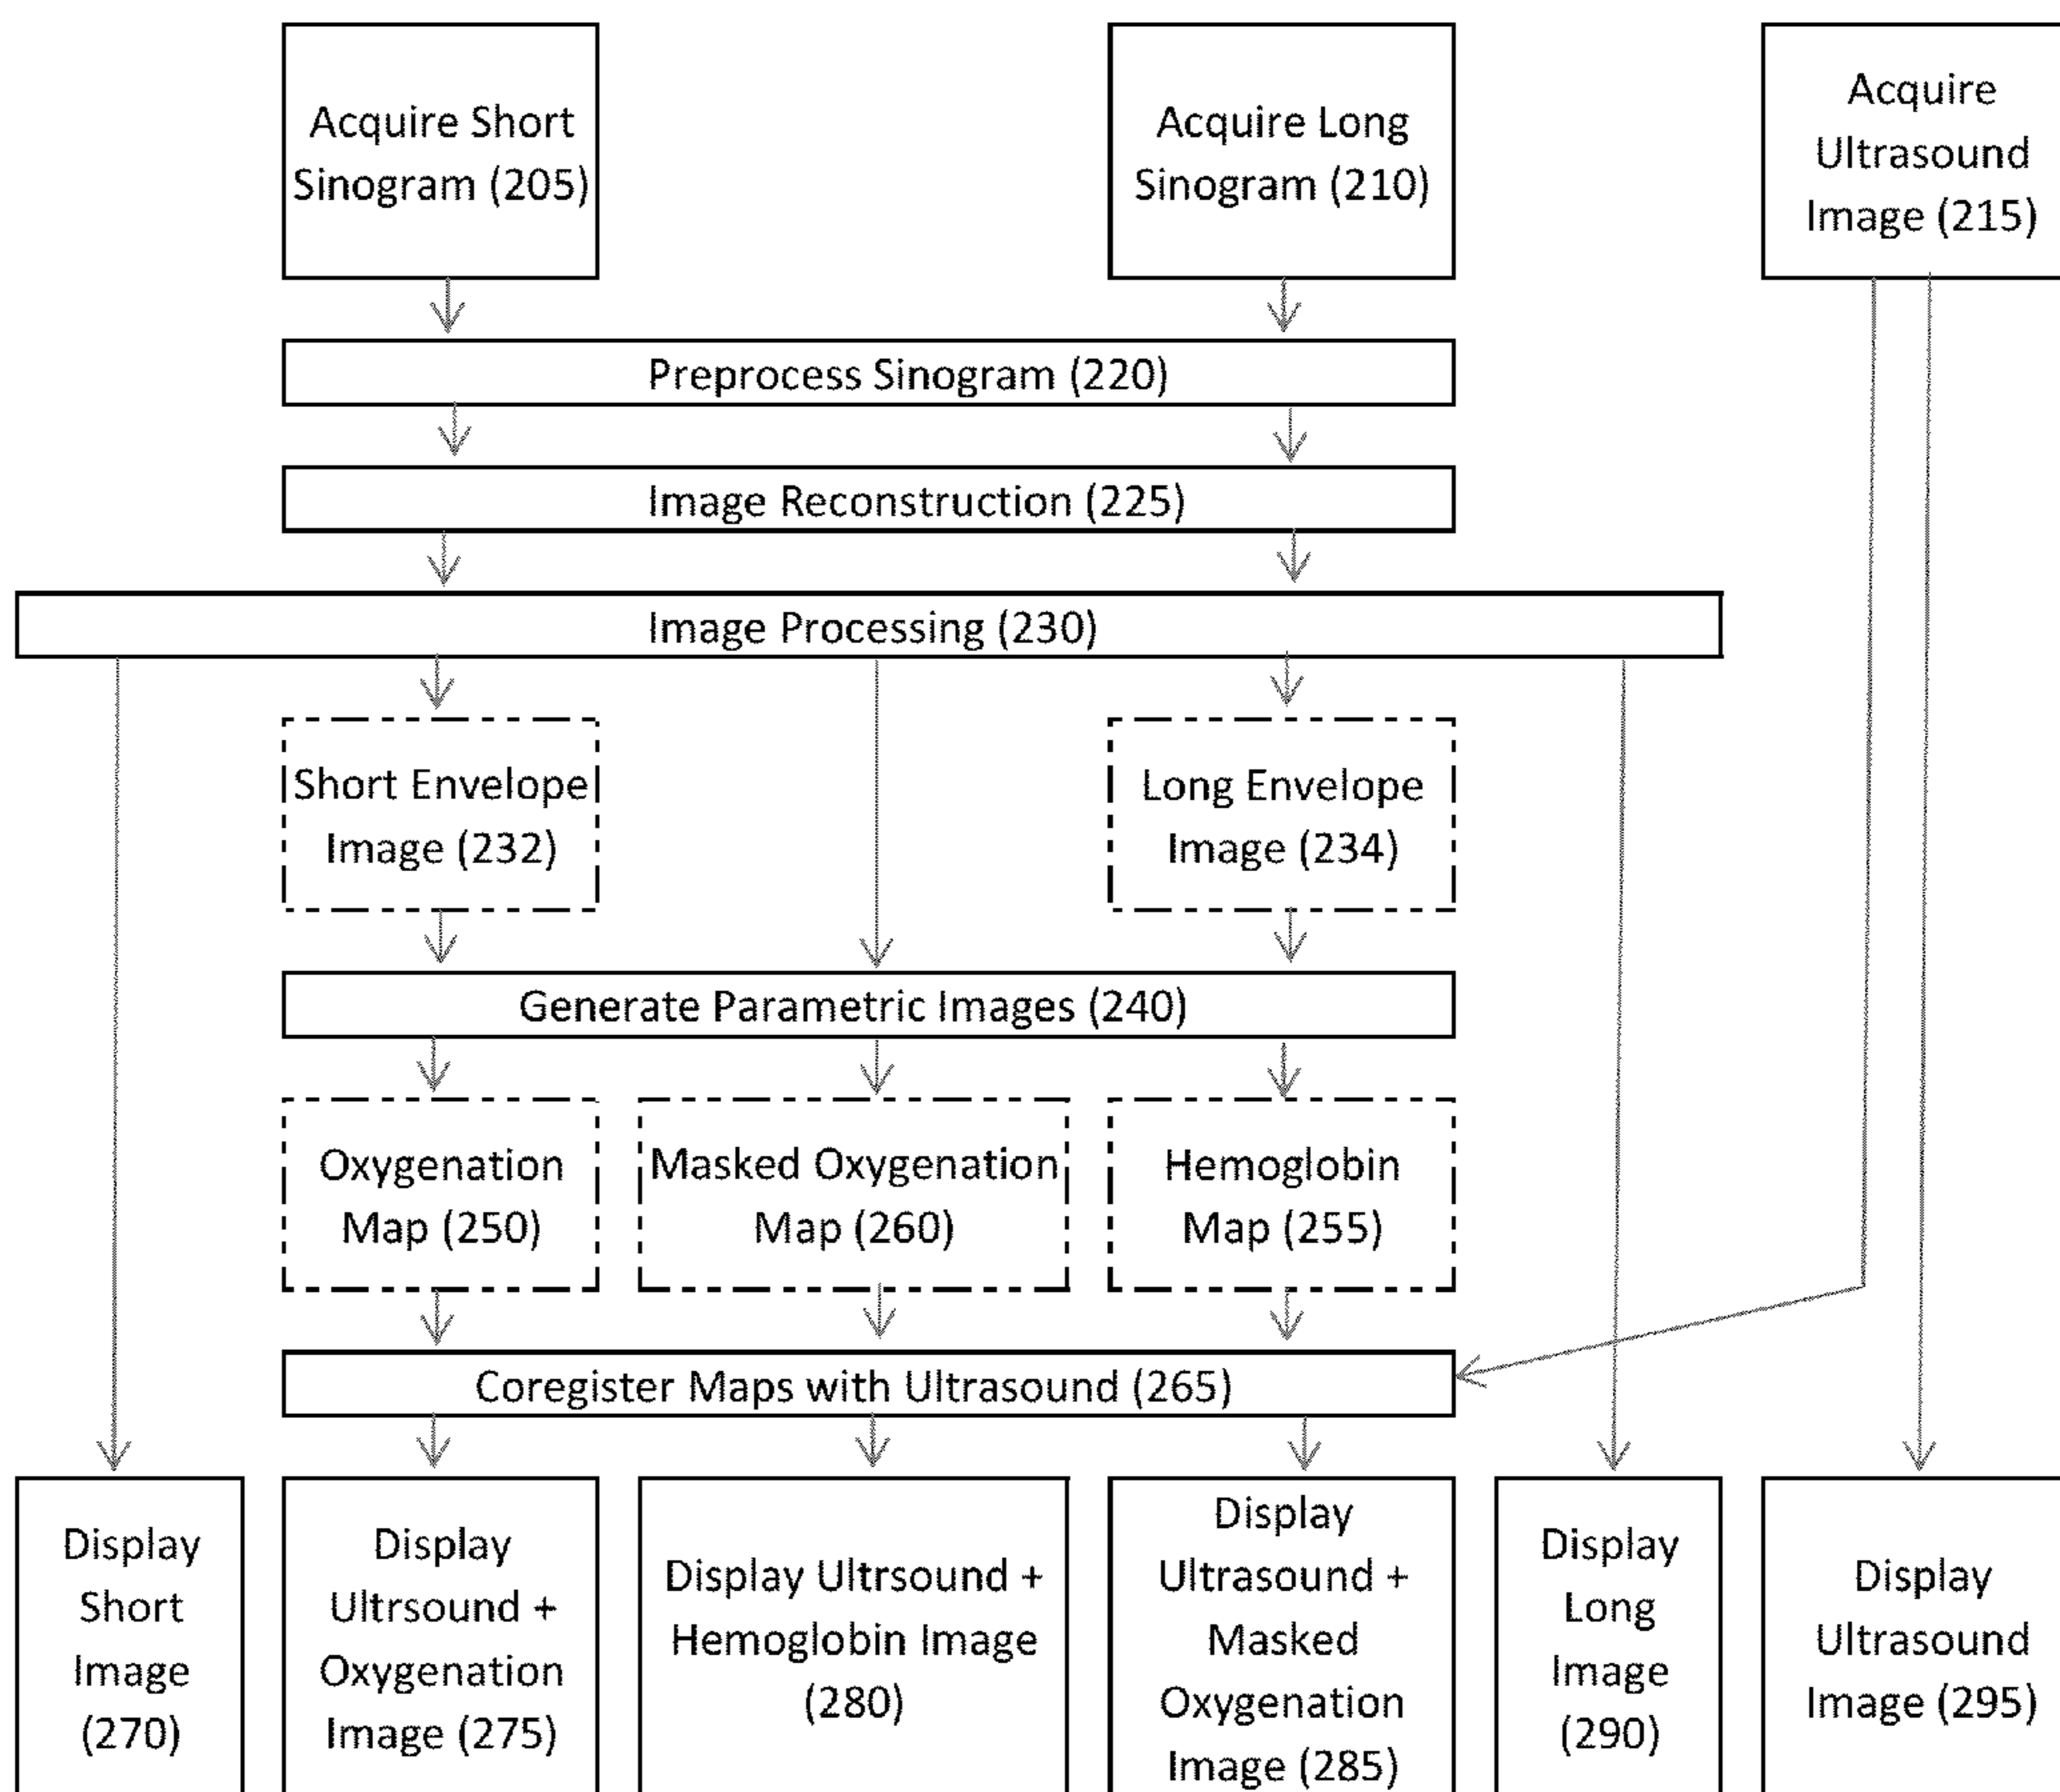 Acquire Short
Sinogram (205)
Acquire Long
Sinogram (210)
Acquire
Ultrasound
Image (215)
Preprocess Sinogram (220)
Image Reconstruction (225)
Image Processing (230)
Short Envelope
Image (232)
Long Envelope
Image (234)
Generate Parametric Images (240)
Oxygenation
Map (250)
Masked Oxygenation
Map (260)
Hemoglobin
Map (255)
Coregister Maps with Ultrasound (265)
Display
Short
Image
(270)
Display
Ultrsound +
Oxygenation
Image (275)
Display Ultrsound +
Hemoglobin Image
(280)
Display
Ultrasound +
Masked
Oxygenation
Image (285)
Display
Long
Image
(290)
Display
Ultrasound
Image (295)